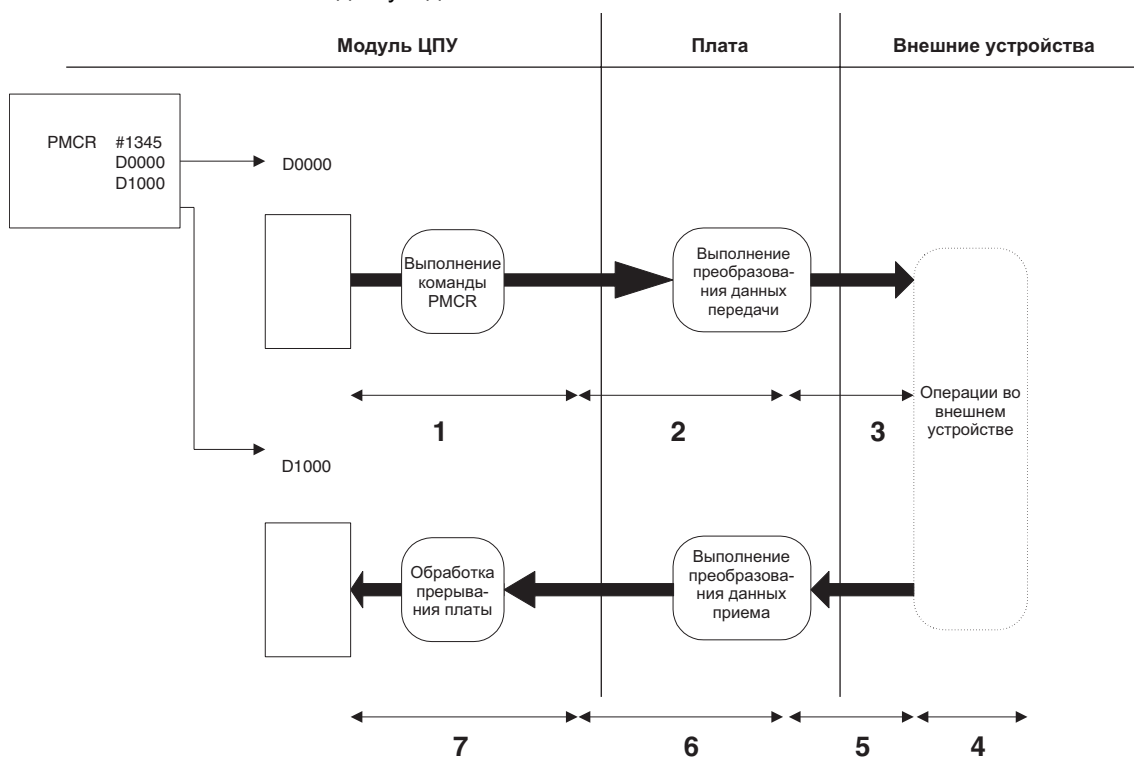 Модуль ЦПУ
Плата
Внешние устройства
PMCR #1345
D0000
D1000
D0000
Выполнение
команды
PMCR
Выполнение
преобразова-
ния данных
передачи
Операции во
внешнем
устройстве
1
2
3
D1000
Обработка
прерыва-
ния платы
Выполнение
преобразова-
ния данных
приема
7
6
5
4